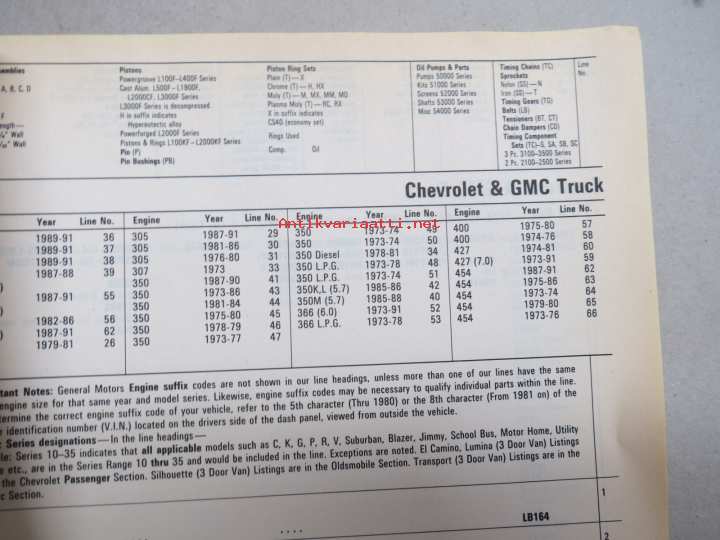 semblies
A, B, C, D
F
ength—
Wall
Wall
Pistons
Powergroove L100F-L400F Series
Cast Alum. L500F - L1900F,
L2000CF, L3000F Series
L3000F Series is decompressed
H in suffix indicates
Hypereutectic alloy
Powerforged L2000F Series
Pistons & Rings L100KF-L2000KF Series
Pin (P)
Pin Bushings (PB)
Piston Ring Sets
Plain (T)—X
Chrome (T)—H, HX
Moly (T)—M, MX, MM, MO
Plasma Moly (T)—RC, RX
X in suffix indicates
CS40 (economy set)
Rings Used
Comp. Oil
Oil Pumps & Parts
Pumps 50000 Series
Kits 51000 Series
Screens 52000 Series
Shafts 53000 Series
Misc 54000 Series
Timing Chains (TC)
Sprockets
Nylon (SS)—N
Iron (SS)—T
Timing Gears (TG)
Belts (LB)
Tensioners (BT, CT)
Chain Dampers (CD)
Timing Component
Sets (TC)-S, SA, SB, SC
3 Pc. 3100-3500 Series
2 Pc. 2100-2500 Series
Line
No.
Chevrolet & GMC Truck
Year Line No.
1989-91 36
1989-91 37
1989-91 38
1987-88 39
1987-91 55
1982-86 56
1987-91 62
1979-81 26
Engine Year Line No.
305 1987-91 29
305 1981-86 30
305 1976-80 31
307 1973 33
350 1987-90 41
350 1973-86 43
350 1981-84 44
350 1975-80 45
350 1978-79 46
350 1973-77 47
Engine Year Line No.
350 1973-74
350 1973-74 50
350 Diesel 1978-81 34
350 L.P.G. 1973-78 48
350 L.P.G. 1973-74 51
350K,L (5.7) 1985-86 42
350M (5.7) 1985-88 40
366 (6.0) 1973-91 52
366 L.P.G. 1973-78 53
Engine Year Line No.
400 1975-80 57
400 1974-76 58
427 1974-81 60
427 (7.0) 1973-91 59
454 1987-91 62
454 1975-86 63
454 1973-74 64
454 1979-80 65
454 1973-76 66
Antikvariaatti.net
rtant Notes: General Motors Engine suffix codes are not shown in our line headings, unless more than one of our lines have the same
engine size for that same year and model series. Likewise, engine suffix codes may be necessary to qualify individual parts within the line.
termine the correct engine suffix code of your vehicle, refer to the 5th character (Thru 1980) or the 8th character (From 1981 on) of the
e identification number (V.I.N.) located on the drivers side of the dash panel, viewed from outside the vehicle.
: Series designations—In the line headings—
le: Series 10-35 indicates that all applicable models such as C, K, G, P, R, V, Suburban, Blazer, Jimmy, School Bus, Motor Home, Utility
e etc., are in the Series Range 10 thru 35 and would be included in the line. Exceptions are noted. El Camino, Lumina (3 Door Van) Listings
the Chevrolet Passenger Section. Silhouette (3 Door Van) Listings are in the Oldsmobile Section. Transport (3 Door Van) Listings are in the
c Section.
1
LB164
....
2